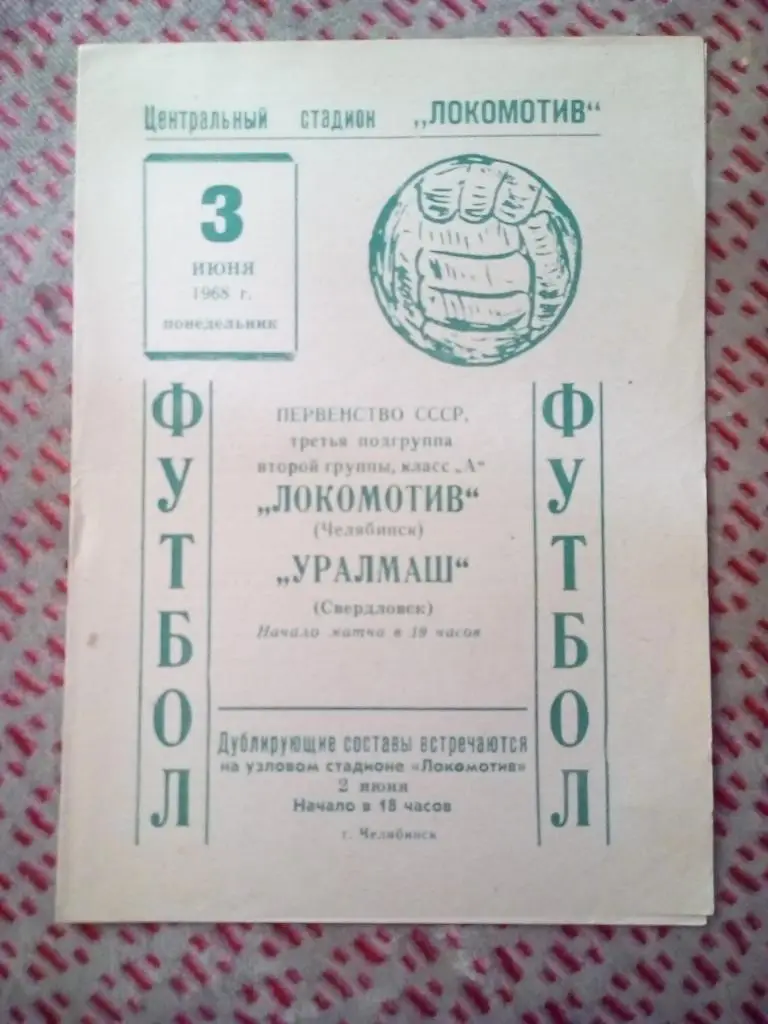 Центральный стадион „ЛОКОМОТИВ"
3
ИЮНЯ
1968 г.
понедельник
ФУТБОЛ
ПЕРВЕНСТВО СССР,
третья подгруппа
второй группы, класс „А"
„ЛОКОМОТИВ"
(Челябинск)
„УРАЛМАШ"
(Свердловск)
Начало матча в 19 часов
Дублирующие составы встречаются
на узловом стадионе «Локомотив»
2 июня
Начало в 18 часов
г. Челябинск
ФУТБОЛ